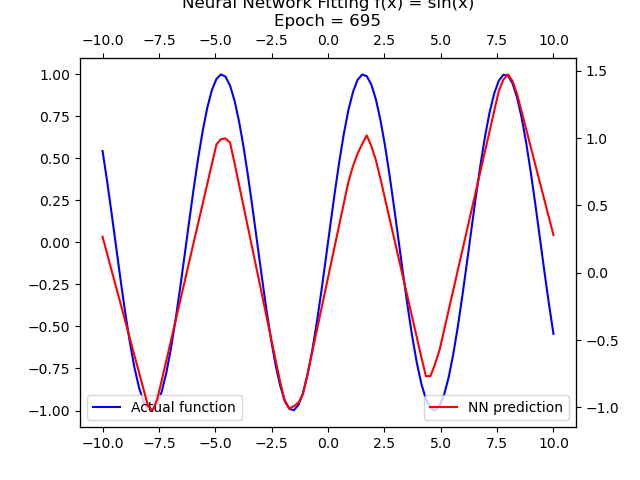 Neural Network Fitting f(x) = sin(x)
Epoch = 695
−10.0 −7.5 −5.0 −2.5 0.0 2.5 5.0 7.5 10.0
1.00
0.75
0.50
0.25
0.00
−0.25
−0.50
−0.75
−1.00
1.5
1.0
0.5
0.0
−0.5
−1.0
Actual function
NN prediction
−10.0 −7.5 −5.0 −2.5 0.0 2.5 5.0 7.5 10.0